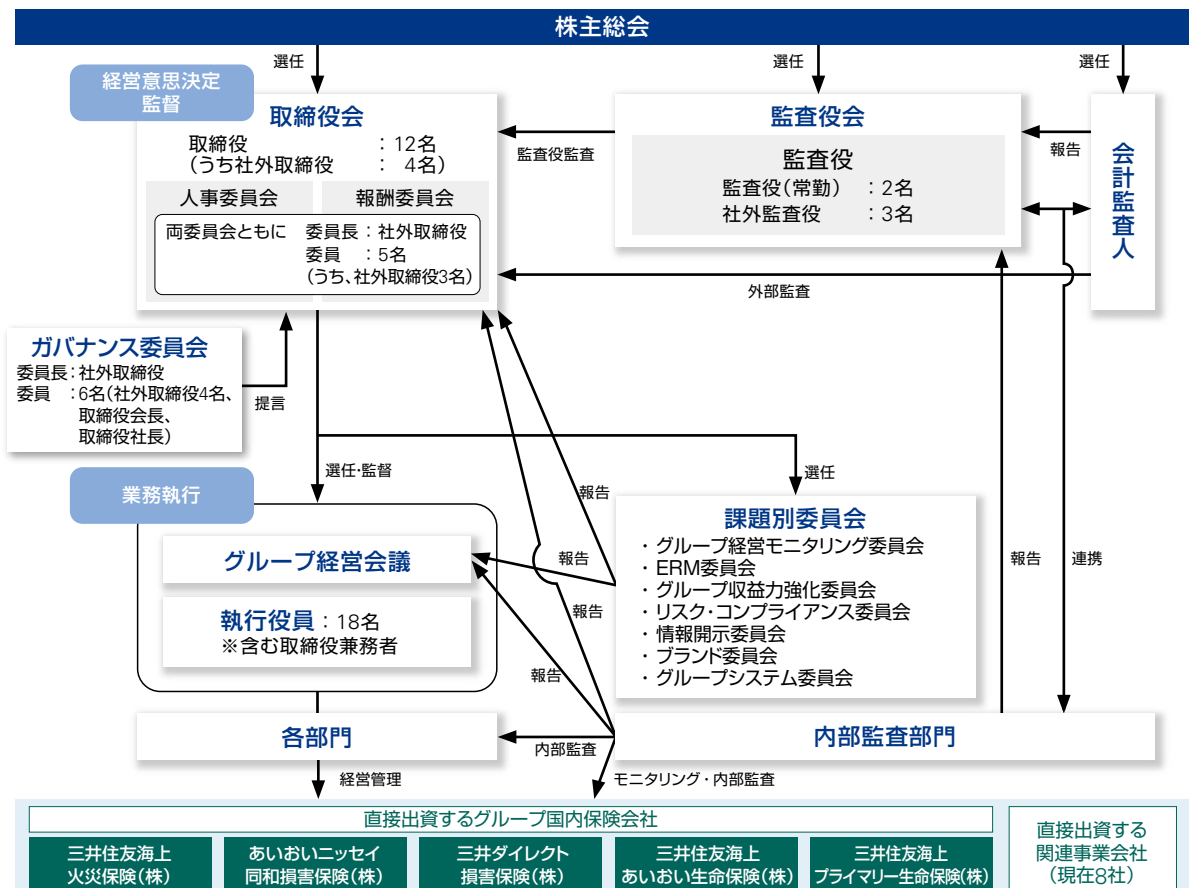 株主総会
選任
選任
選任
経営意思決定
監督
取締役会
取締役 : 12名
(うち社外取締役 : 4名)
人事委員会
報酬委員会
両委員会ともに 委員長:社外取締役
委員 :5名
(うち、社外取締役3名)
監査役監査
監査役会
監査役
監査役(常勤) :2名
社外監査役 :3名
報告
会計監査人
外部監査
ガバナンス委員会
委員長:社外取締役
委員 :6名(社外取締役4名、
取締役会長、
取締役社長)
提言
選任・監督
選任
業務執行
グループ経営会議
執行役員:18名
※含む取締役兼務者
報告
報告
報告
報告
課題別委員会
・グループ経営モニタリング委員会
・ERM委員会
・グループ収益力強化委員会
・リスク・コンプライアンス委員会
・情報開示委員会
・ブランド委員会
・グループシステム委員会
報告
連携
各部門
内部監査
内部監査部門
経営管理
モニタリング・内部監査
直接出資するグループ国内保険会社
三井住友海上
火災保険(株)
あいおいニッセイ
同和損害保険(株)
三井ダイレクト
損害保険(株)
三井住友海上
あいおい生命保険(株)
三井住友海上
プライマリー生命保険(株)
直接出資する
関連事業会社
(現在8社)